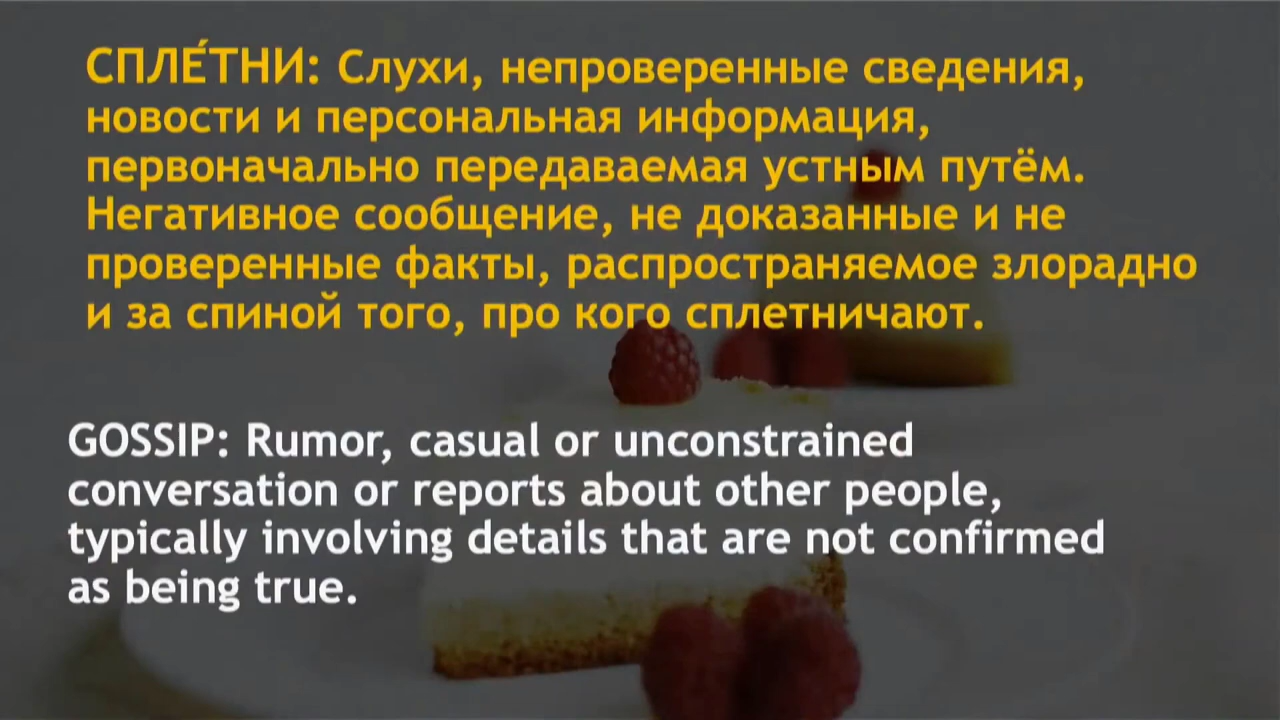 СПЛЕ́ТНИ: Слухи, непроверенные сведения,
новости и персональная информация,
первоначально передаваемая устным путём.
Негативное сообщение, не доказанные и не
проверенные факты, распространяемое злорадно
и за спиной того, про кого сплетничают.
GOSSIP: Rumor, casual or unconstrained
conversation or reports about other people,
typically involving details that are not confirmed
as being true.